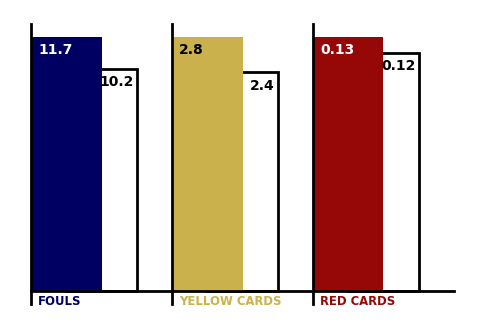 11.7
10.2
2.8
2.4
0.13
0.12
FOULS
YELLOW CARDS
RED CARDS